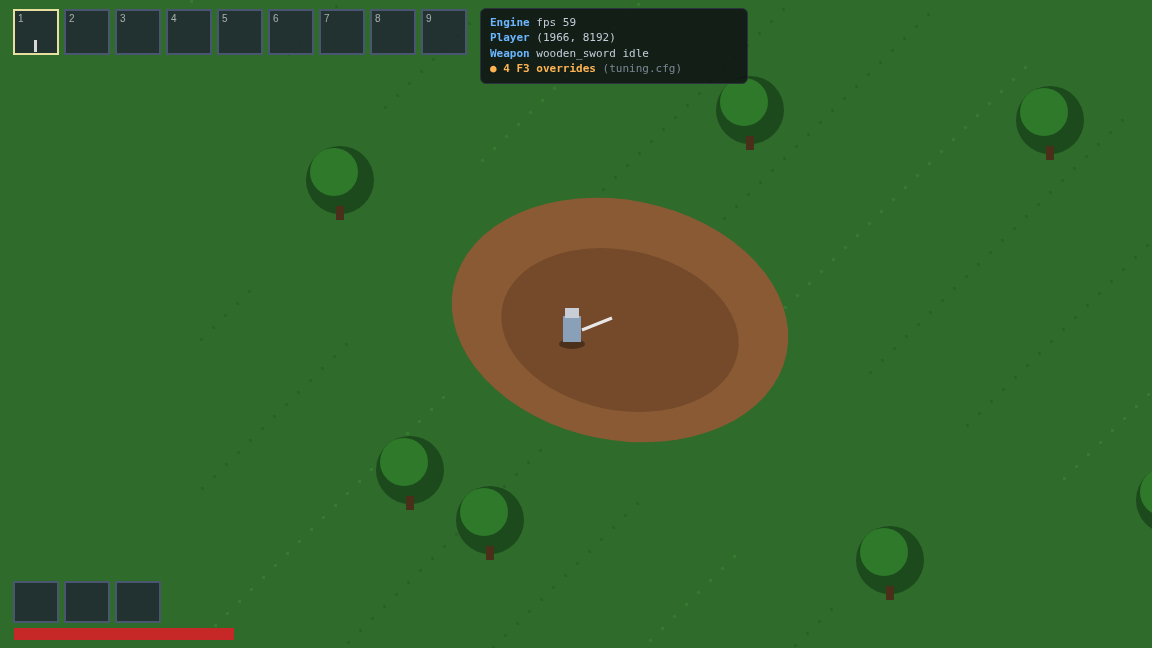 1 2 3 4 5 6 7 8 9
Engine fps 59
Player (1966, 8192)
Weapon wooden_sword idle
● 4 F3 overrides (tuning.cfg)